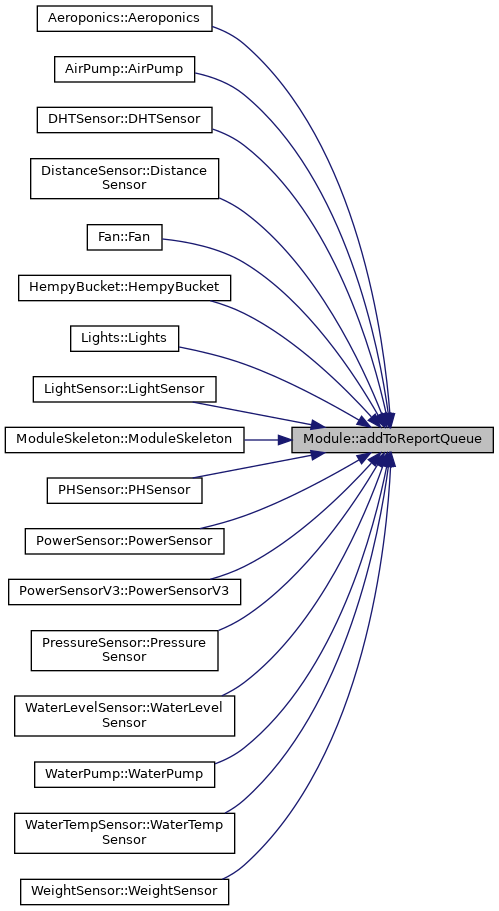 Aeroponics::Aeroponics
AirPump::AirPump
DHTSensor::DHTSensor
DistanceSensor::Distance
Sensor
Fan::Fan
HempyBucket::HempyBucket
Lights::Lights
LightSensor::LightSensor
ModuleSkeleton::ModuleSkeleton
Module::addToReportQueue
PHSensor::PHSensor
PowerSensor::PowerSensor
PowerSensorV3::PowerSensorV3
PressureSensor::Pressure
Sensor
WaterLevelSensor::WaterLevel
Sensor
WaterPump::WaterPump
WaterTempSensor::WaterTemp
Sensor
WeightSensor::WeightSensor